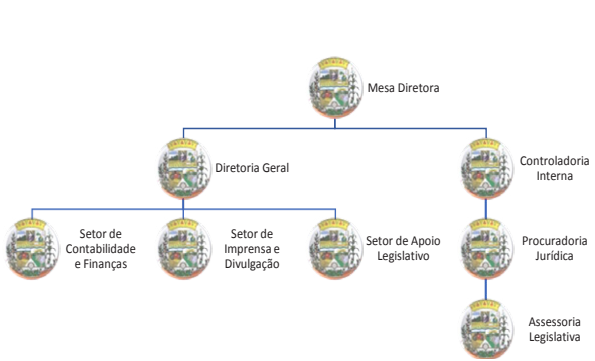 Mesa Diretora
Diretoria Geral
Controladoria
Interna
Setor de
Contabilidade
e Finanças
Setor de
Imprensa e
Divulgação
Setor de Apoio
Legislativo
Procuradoria
Jurídica
Assessoria
Legislativa